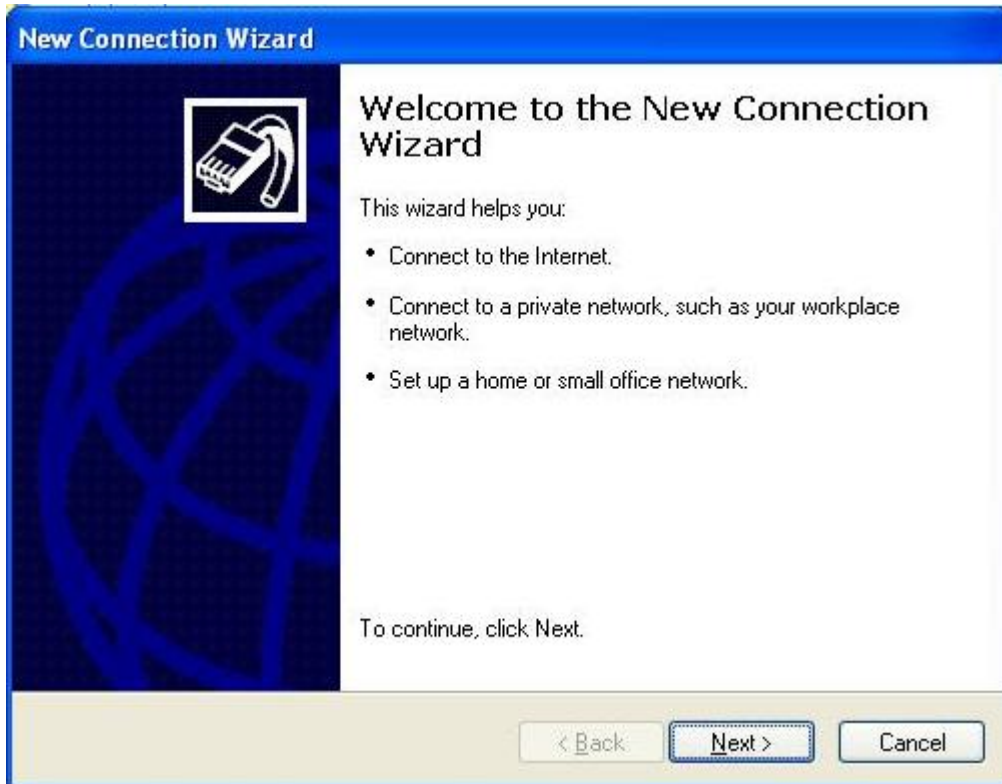 New Connection Wizard
Welcome to the New Connection
Wizard
This wizard helps you:
• Connect to the Internet.
• Connect to a private network, such as your workplace
network.
• Set up a home or small office network.
To continue, click Next.
< Back
Next >
Cancel